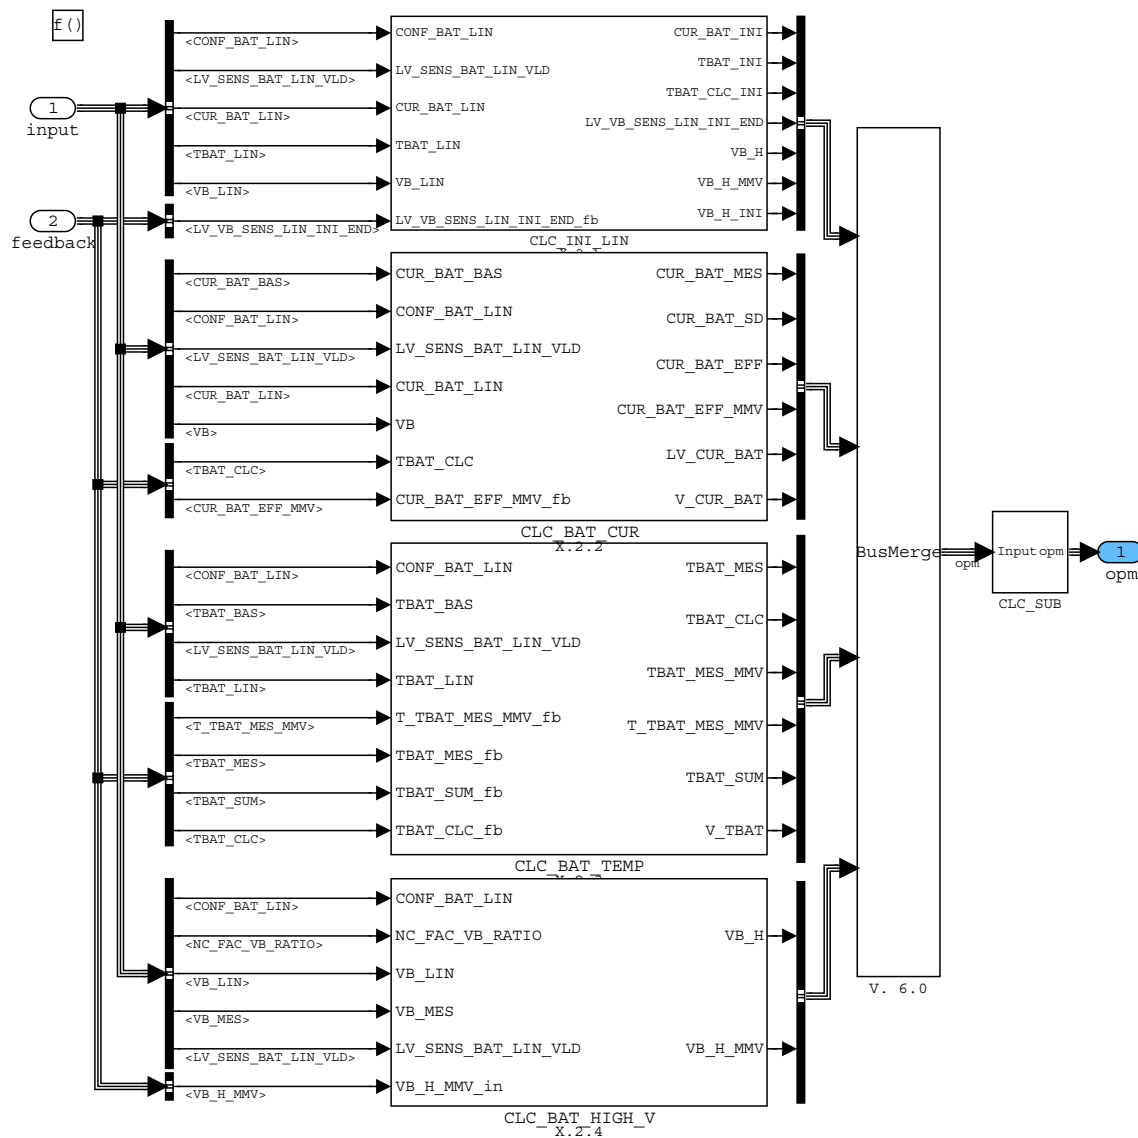 f()
1
input
2
feedback
<CONF_BAT_LIN>
<LV_SENS_BAT_LIN_VLD>
<CUR_BAT_LIN>
<TBAT_LIN>
<VB_LIN>
<LV_VB_SENS_LIN_INI_END>
CONF_BAT_LIN
LV_SENS_BAT_LIN_VLD
CUR_BAT_LIN
TBAT_LIN
VB_LIN
LV_VB_SENS_LIN_INI_END_fb
CUR_BAT_INI
TBAT_INI
TBAT_CLC_INI
LV_VB_SENS_LIN_INI_END
VB_H
VB_H_MMV
VB_H_INI
CLC_INI_LIN
<CUR_BAT_BAS>
<CONF_BAT_LIN>
<LV_SENS_BAT_LIN_VLD>
<CUR_BAT_LIN>
<VB>
<TBAT_CLC>
<CUR_BAT_EFF_MMV>
CUR_BAT_BAS
CONF_BAT_LIN
LV_SENS_BAT_LIN_VLD
CUR_BAT_LIN
VB
TBAT_CLC
CUR_BAT_EFF_MMV_fb
CUR_BAT_MES
CUR_BAT_SD
CUR_BAT_EFF
CUR_BAT_EFF_MMV
LV_CUR_BAT
V_CUR_BAT
CLC_BAT_CUR
X.2.2
<CONF_BAT_LIN>
<TBAT_BAS>
<LV_SENS_BAT_LIN_VLD>
<TBAT_LIN>
<T_TBAT_MES_MMV>
<TBAT_MES>
<TBAT_SUM>
<TBAT_CLC>
CONF_BAT_LIN
TBAT_BAS
LV_SENS_BAT_LIN_VLD
TBAT_LIN
T_TBAT_MES_MMV_fb
TBAT_MES_fb
TBAT_SUM_fb
TBAT_CLC_fb
TBAT_MES
TBAT_CLC
TBAT_MES_MMV
T_TBAT_MES_MMV
TBAT_SUM
V_TBAT
CLC_BAT_TEMP
<CONF_BAT_LIN>
<NC_FAC_VB_RATIO>
<VB_LIN>
<VB_MES>
<LV_SENS_BAT_LIN_VLD>
<VB_H_MMV>
CONF_BAT_LIN
NC_FAC_VB_RATIO
VB_LIN
VB_MES
LV_SENS_BAT_LIN_VLD
VB_H_MMV_in
VB_H
VB_H_MMV
CLC_BAT_HIGH_V
X.2.4
BusMerge
V. 6.0
opm
Input opm
CLC_SUB
1
opm